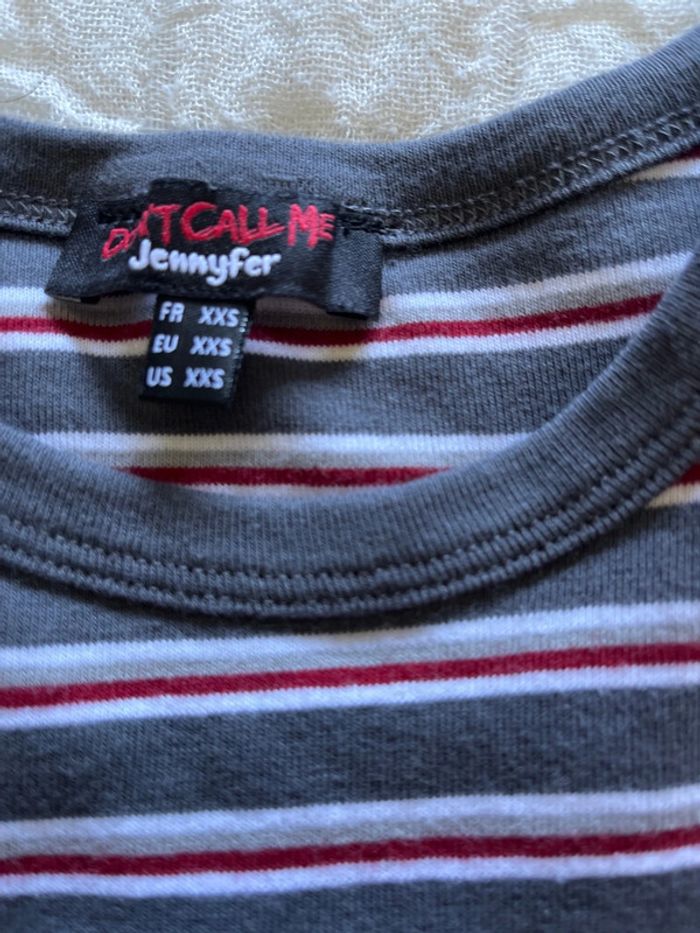 DON'T CALL ME
Jennyfer
FR XXS
EU XXS
US XXS